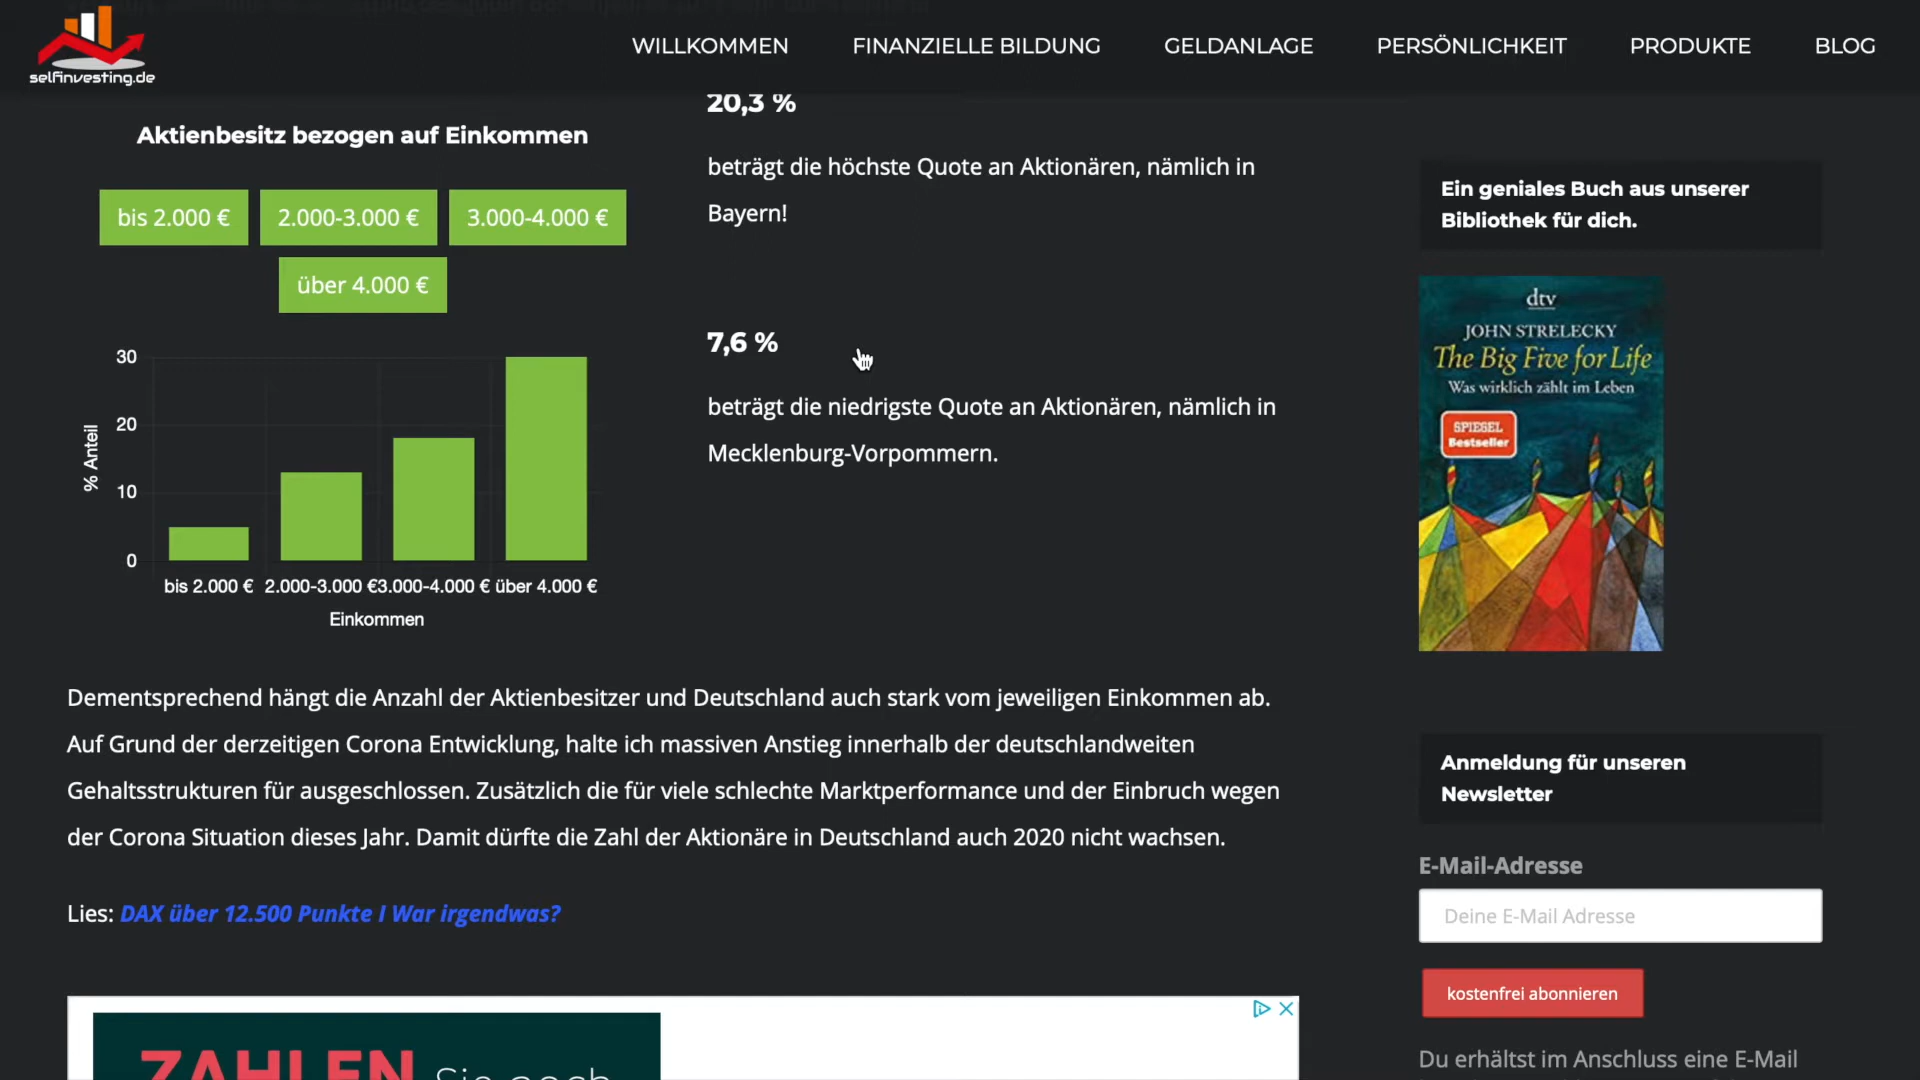 selfinvesting.de
WILLKOMMEN
FINANZIELLE BILDUNG
GELDANLAGE
PERSÖNLICHKEIT
PRODUKTE
BLOG
Aktienbesitz bezogen auf Einkommen
bis 2.000 €
2.000-3.000 €
3.000-4.000 €
über 4.000 €
30
20
10
0
% Anteil
bis 2.000 €
2.000-3.000 €
3.000-4.000 €
über 4.000 €
Einkommen
20,3 %
beträgt die höchste Quote an Aktionären, nämlich in
Bayern!
7,6 %
beträgt die niedrigste Quote an Aktionären, nämlich in
Mecklenburg-Vorpommern.
Dementsprechend hängt die Anzahl der Aktienbesitzer und Deutschland auch stark vom jeweiligen Einkommen ab.
Auf Grund der derzeitigen Corona Entwicklung, halte ich massiven Anstieg innerhalb der deutschlandweiten
Gehaltsstrukturen für ausgeschlossen. Zusätzlich die für viele schlechte Marktperformance und der Einbruch wegen
der Corona Situation dieses Jahr. Damit dürfte die Zahl der Aktionäre in Deutschland auch 2020 nicht wachsen.
Lies: DAX über 12.500 Punkte I War irgendwas?
ZAHLEN Sie noch
Ein geniales Buch aus unserer
Bibliothek für dich.
dtv
JOHN STRELECKY
The Big Five for Life
Was wirklich zählt im Leben
SPIEGEL
Bestseller
Anmeldung für unseren
Newsletter
E-Mail-Adresse
Deine E-Mail Adresse
kostenfrei abonnieren
Du erhältst im Anschluss eine E-Mail